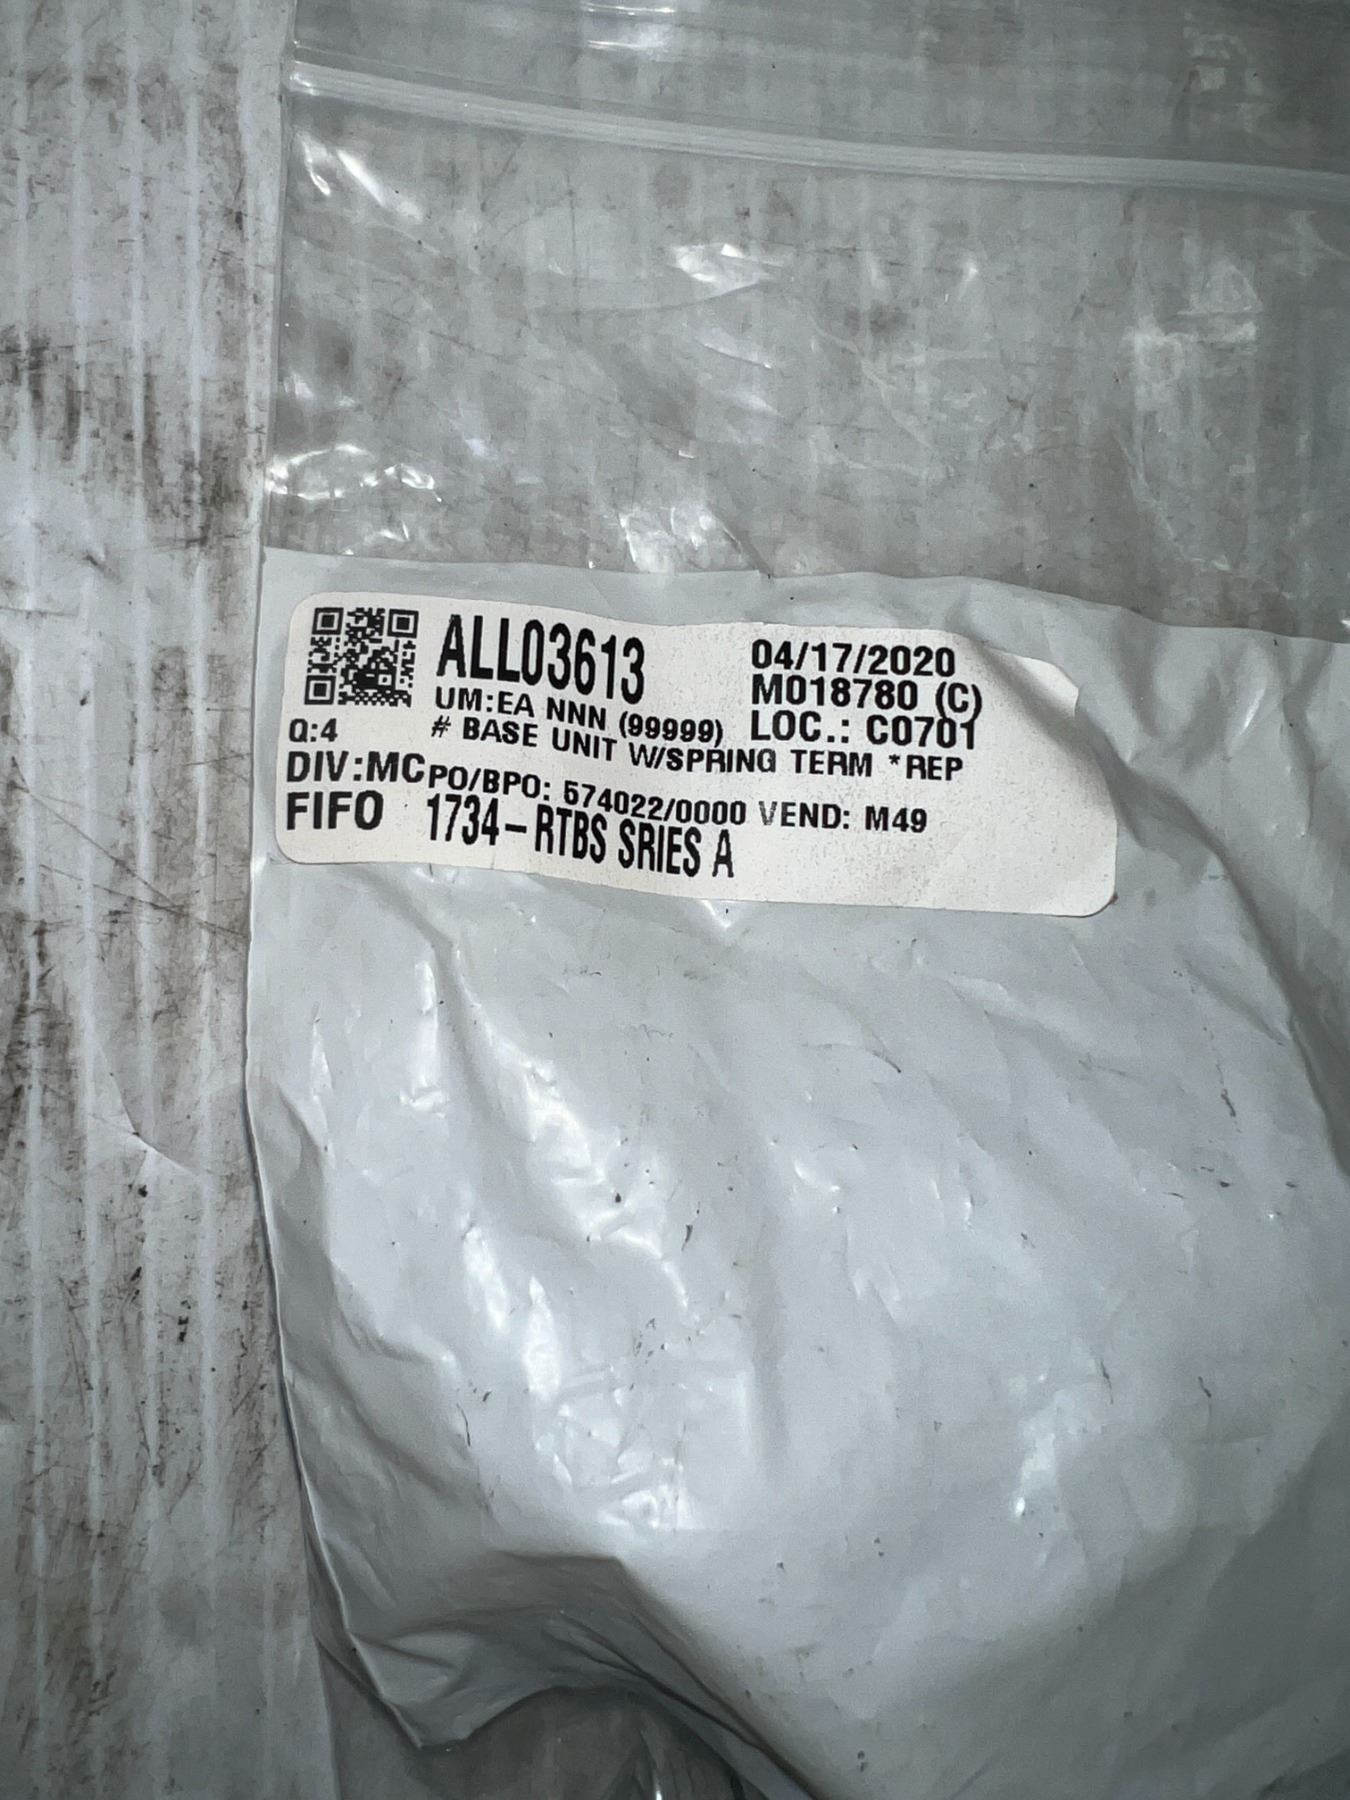 ALL03613 04/17/2020
UM:EA NNN (99999) M018780 (C)
LOC.: C0701
Q:4 # BASE UNIT W/SPRING TERM *REP
DIV:MC PO/BPO: 574022/0000 VEND: M49
FIFO 1734-RTBS SRIES A